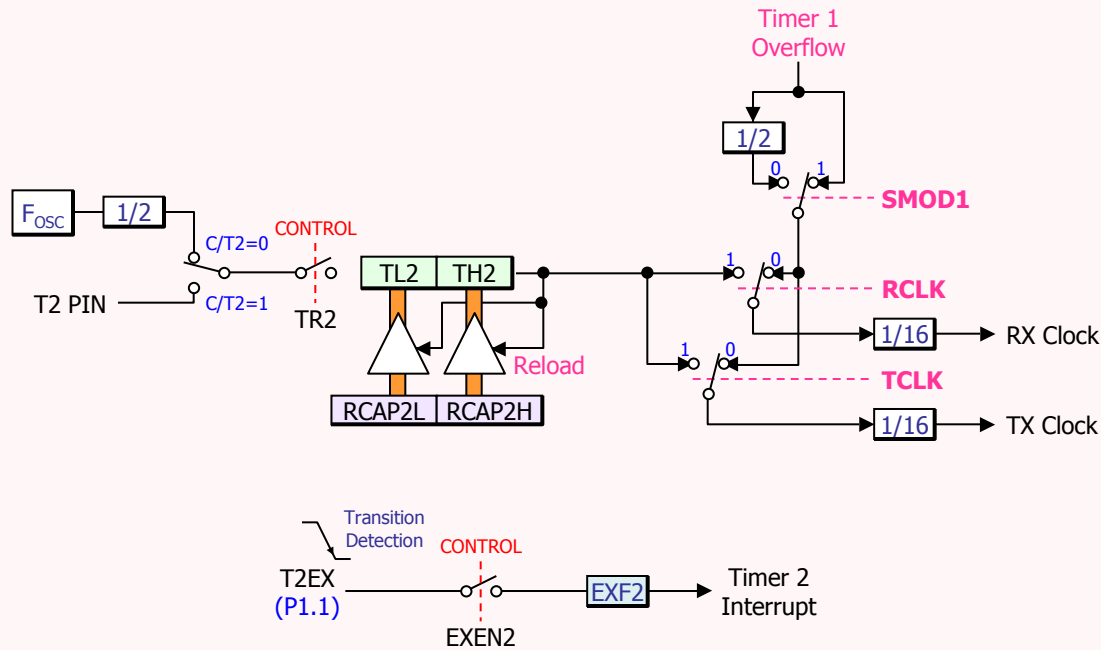 Timer 1
Overflow
1/2
0
1
SMOD1
F_OSC
1/2
C/T2=0
CONTROL
T2 PIN
C/T2=1
TR2
TL2
TH2
1
0
RCLK
1/16
RX Clock
Reload
1
0
TCLK
RCAP2L
RCAP2H
1/16
TX Clock
Transition
Detection
CONTROL
T2EX
(P1.1)
EXF2
Timer 2
Interrupt
EXEN2